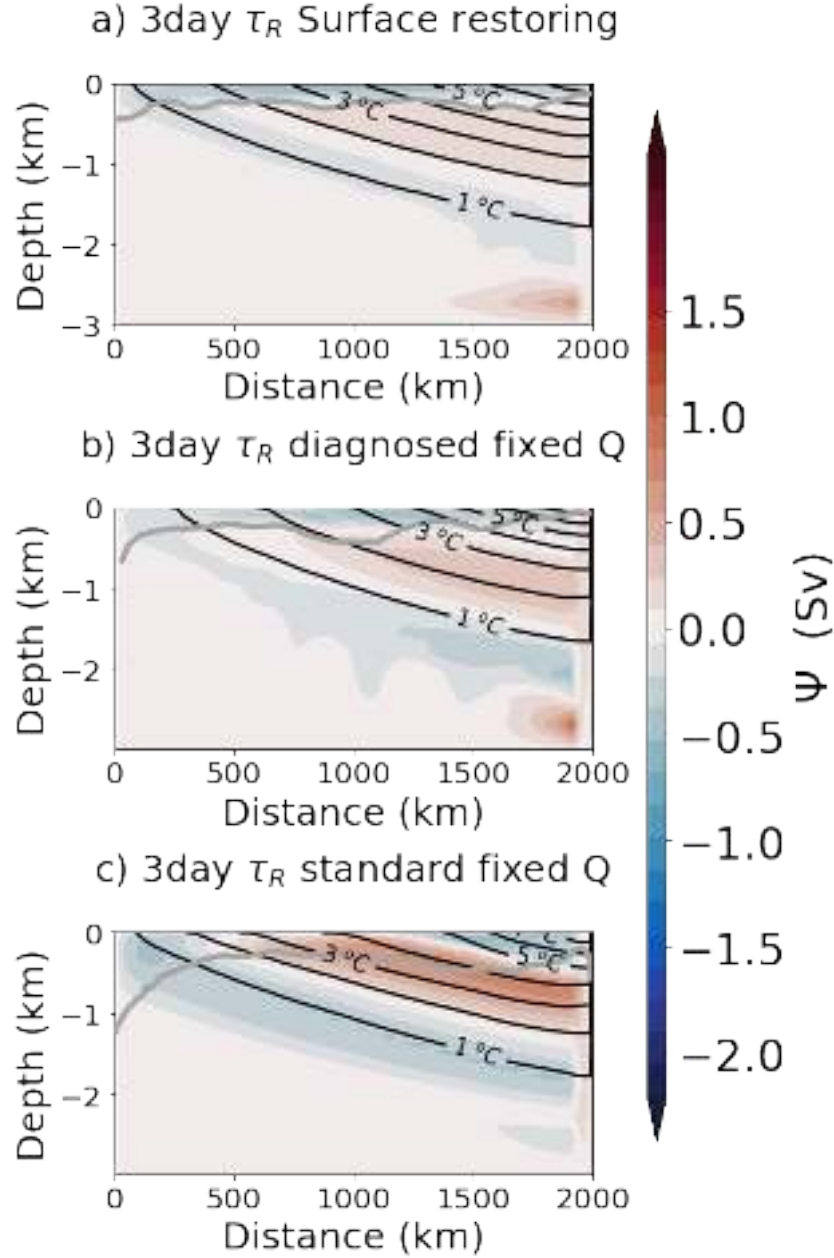 a) 3day τR Surface restoring
Depth (km)
0
−1
−2
−3
3 °C
5 °C
1 °C
0 500 1000 1500 2000
Distance (km)
b) 3day τR diagnosed fixed Q
Depth (km)
0
−1
−2
5 °C
3 °C
1 °C
0 500 1000 1500 2000
Distance (km)
c) 3day τR standard fixed Q
Depth (km)
0
−1
−2
3 °C
5 °C
1 °C
0 500 1000 1500 2000
Distance (km)
1.5
1.0
0.5
0.0
−0.5
−1.0
−1.5
−2.0
Ψ (Sv)